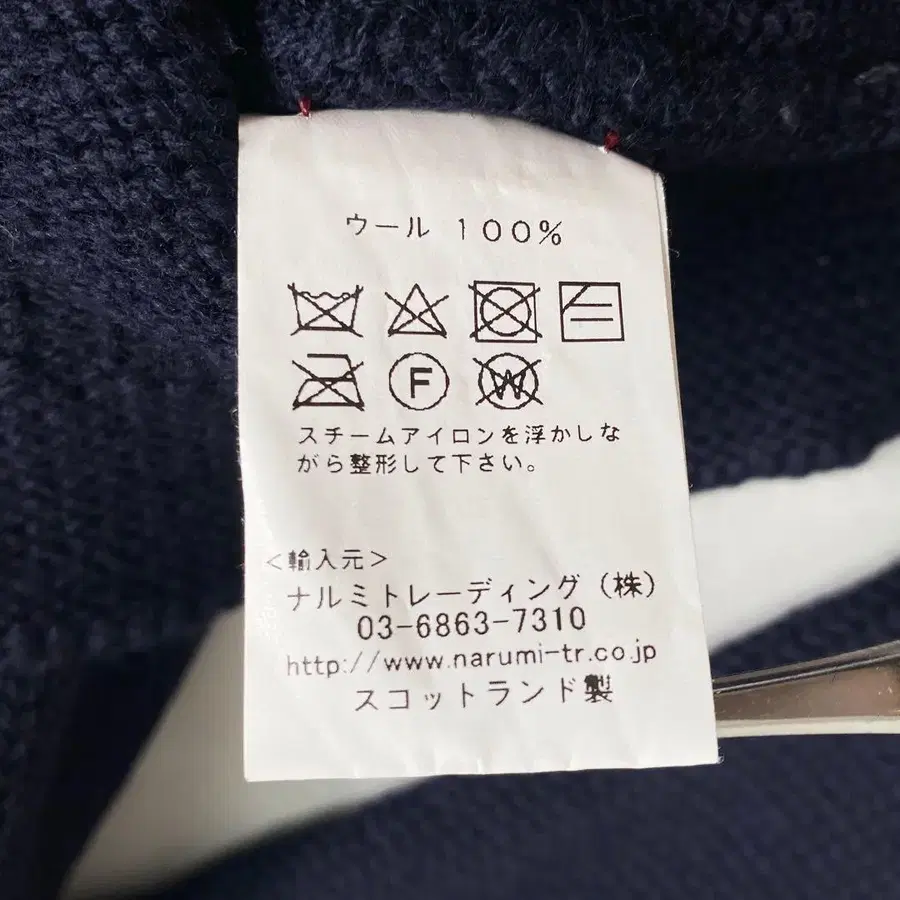 ウール 100%
F W
スチームアイロンを浮かしな
がら整形して下さい。
<輸入元>
ナルミトレーディング(株)
03-6863-7310
http://www.narumi-tr.co.jp
スコットランド製